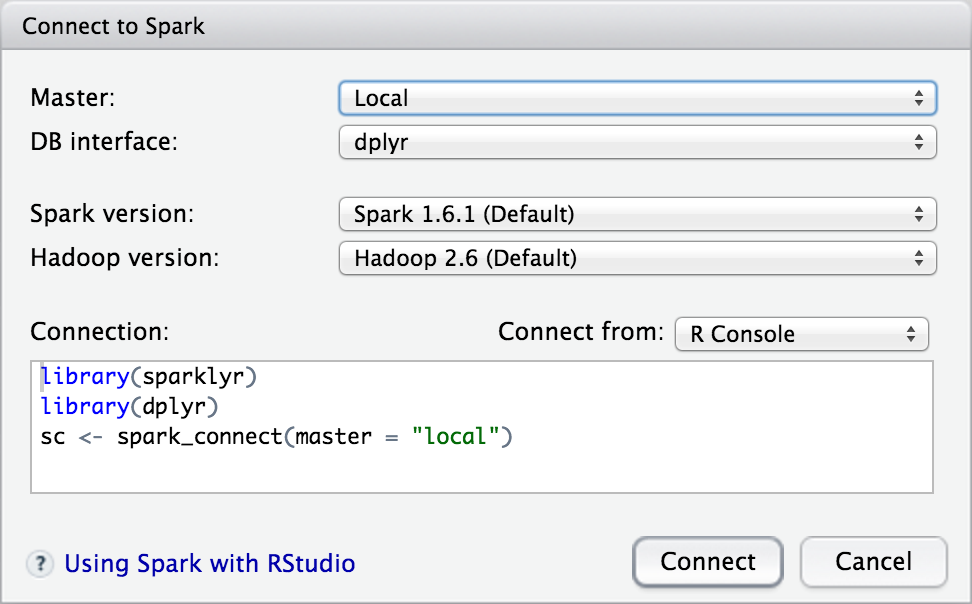 Connect to Spark
Master: Local
DB interface: dplyr
Spark version: Spark 1.6.1 (Default)
Hadoop version: Hadoop 2.6 (Default)
Connection: Connect from: R Console
library(sparklyr)
library(dplyr)
sc <- spark_connect(master = "local")
? Using Spark with RStudio Connect Cancel